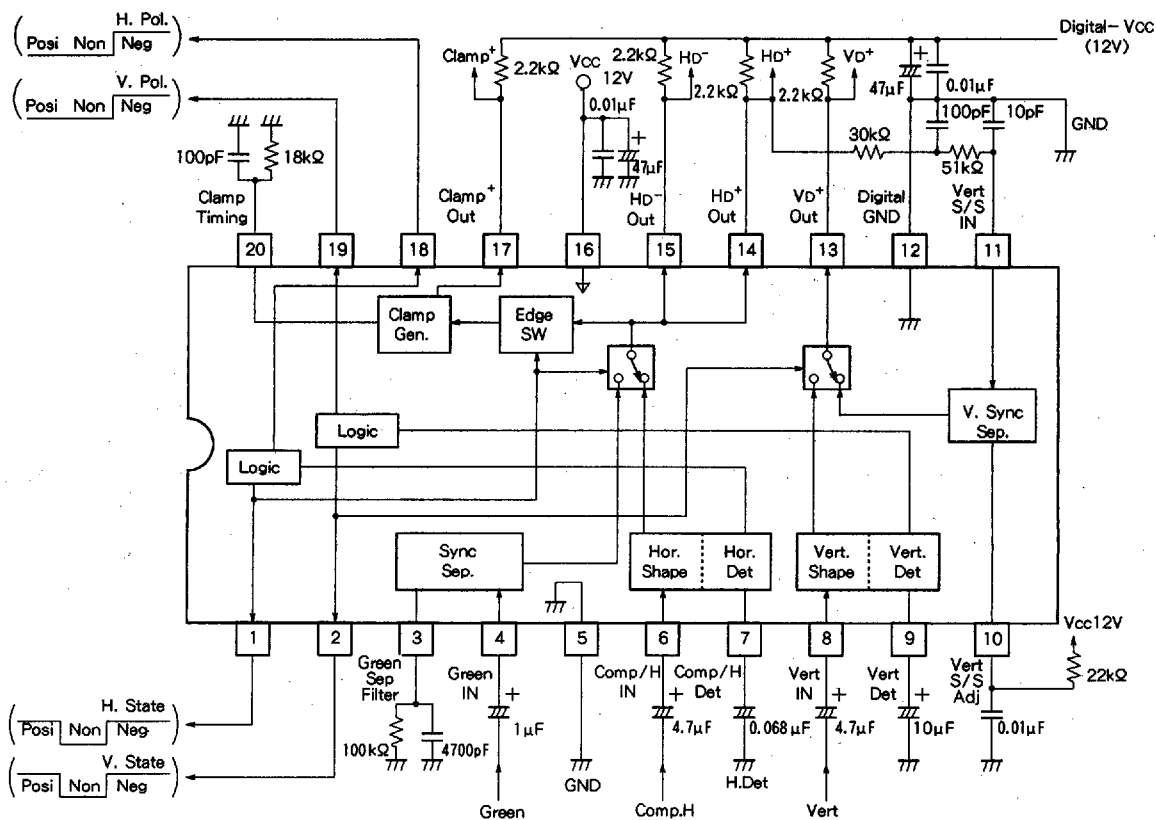 H. Pol.
Posi Non Neg
V. Pol.
Posi Non Neg
Clamp+
2.2kΩ
Vcc
12V
0.01μF
47μF
2.2kΩ
HD−
2.2kΩ
HD+
2.2kΩ
VD+
47μF
0.01μF
Digital−Vcc
(12V)
100pF
10pF
GND
30kΩ
51kΩ
100pF
18kΩ
Clamp
Timing
Clamp+
Out
HD−
Out
HD+
Out
VD+
Out
Digital
GND
Vert
S/S
IN
20
19
18
17
16
15
14
13
12
11
Clamp
Gen.
Edge
SW
V. Sync
Sep.
Logic
Logic
Sync
Sep.
Hor.
Shape
Hor.
Det
Vert.
Shape
Vert.
Det
1
2
3
4
5
6
7
8
9
10
Green
Sep
Filter
Green
IN
Comp/H
IN
Comp/H
Det
Vert
IN
Vert
Det
Vert
S/S
Adj
Vcc12V
22kΩ
H. State
Posi Non Neg
V. State
Posi Non Neg
100kΩ
4700pF
1μF
GND
4.7μF
0.068μF
H.Det
4.7μF
10μF
0.01μF
Green
Comp.H
Vert